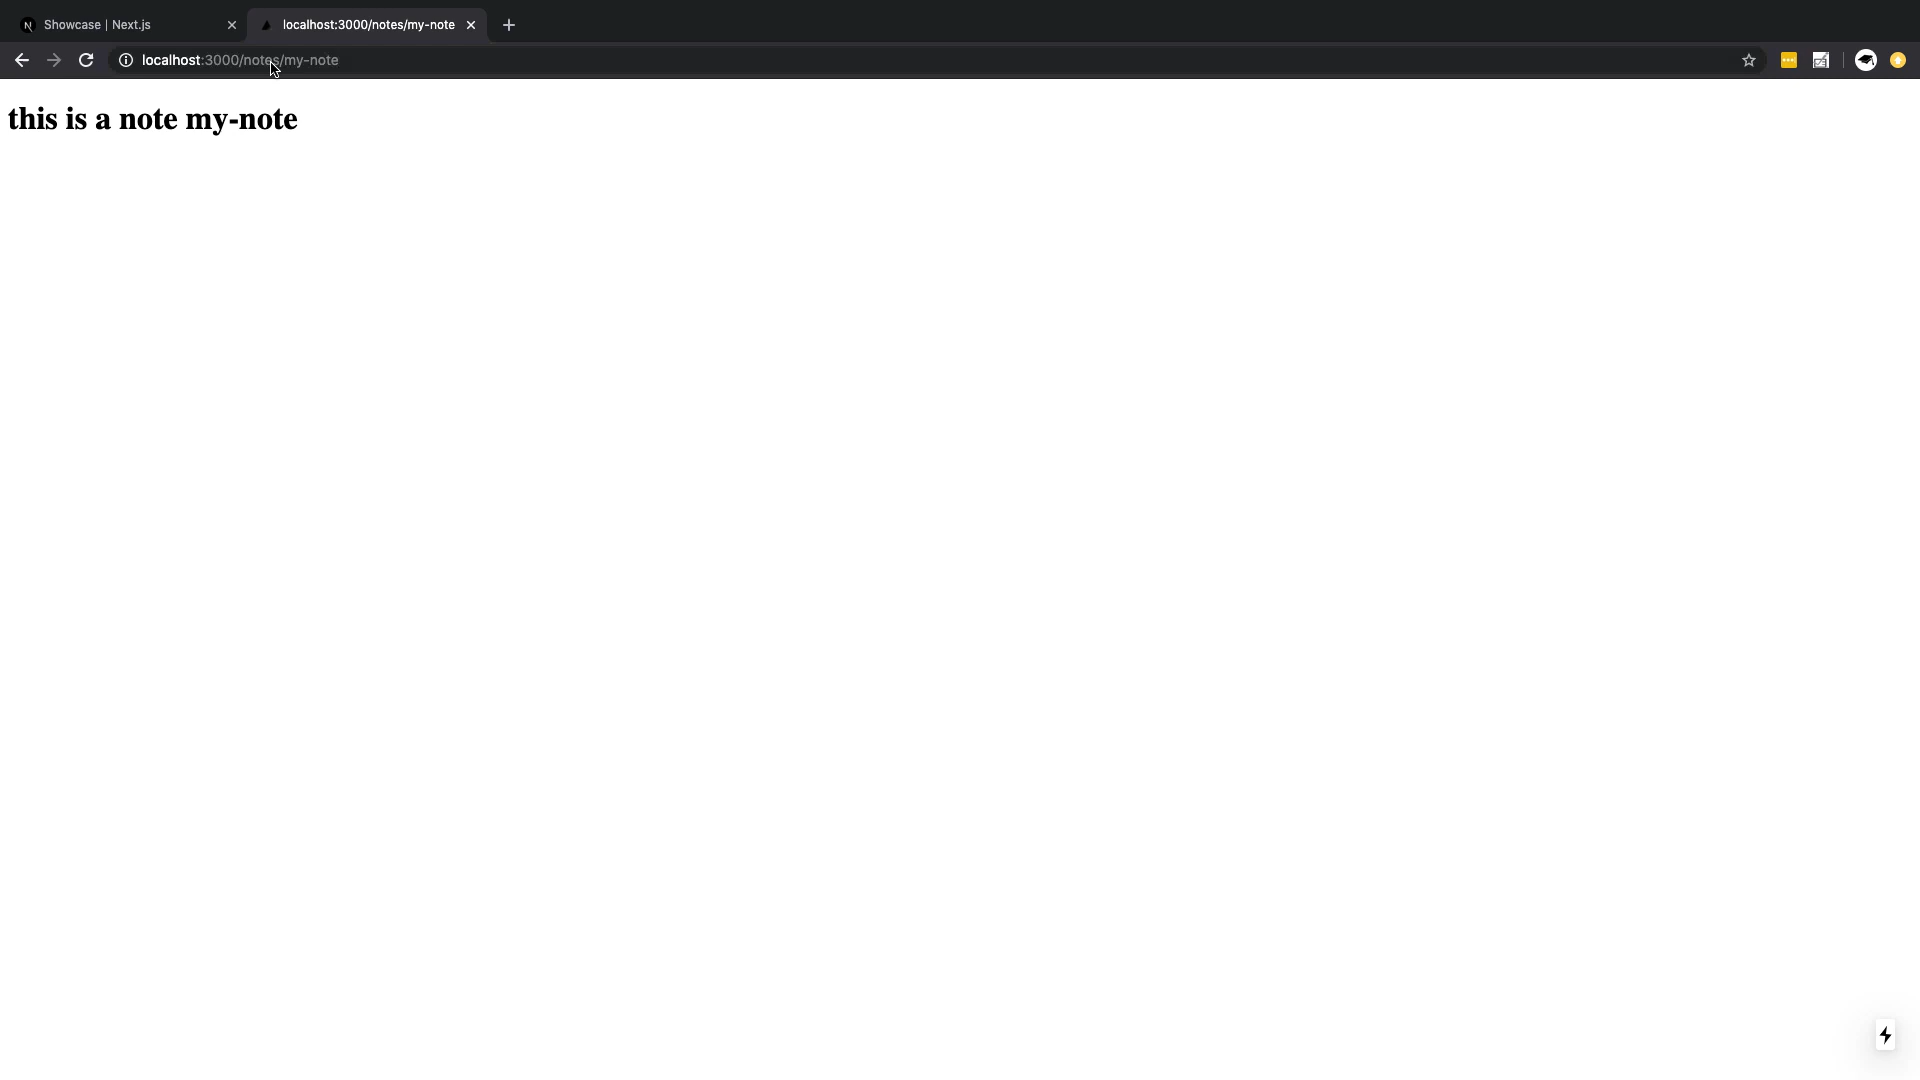 Showcase | Next.js
localhost:3000/notes/my-note
localhost:3000/notes/my-note
this is a note my-note